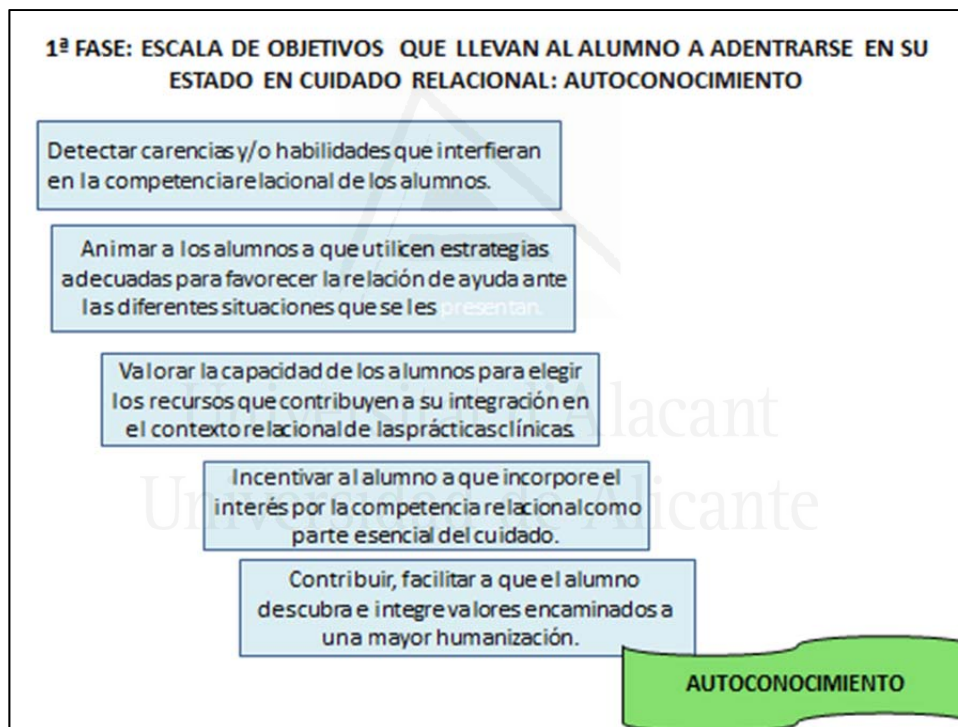 1ª FASE: ESCALA DE OBJETIVOS QUE LLEVAN AL ALUMNO A ADENTRARSE EN SU
ESTADO EN CUIDADO RELACIONAL: AUTOCONOCIMIENTO
Detectar carencias y/o habilidades que interfieran
en la competencia relacional de los alumnos.
Animar a los alumnos a que utilicen estrategias
adecuadas para favorecer la relación de ayuda ante
las diferentes situaciones que se les presentan.
Valorar la capacidad de los alumnos para elegir
los recursos que contribuyen a su integración en
el contexto relacional de las prácticas clínicas.
Universitat d'Alacant
Universidad de Alicante
Incentivar al alumno a que incorpore el
interés por la competencia relacional como
parte esencial del cuidado.
Contribuir, facilitar a que el alumno
descubra e integre valores encaminados a
una mayor humanización.
AUTOCONOCIMIENTO